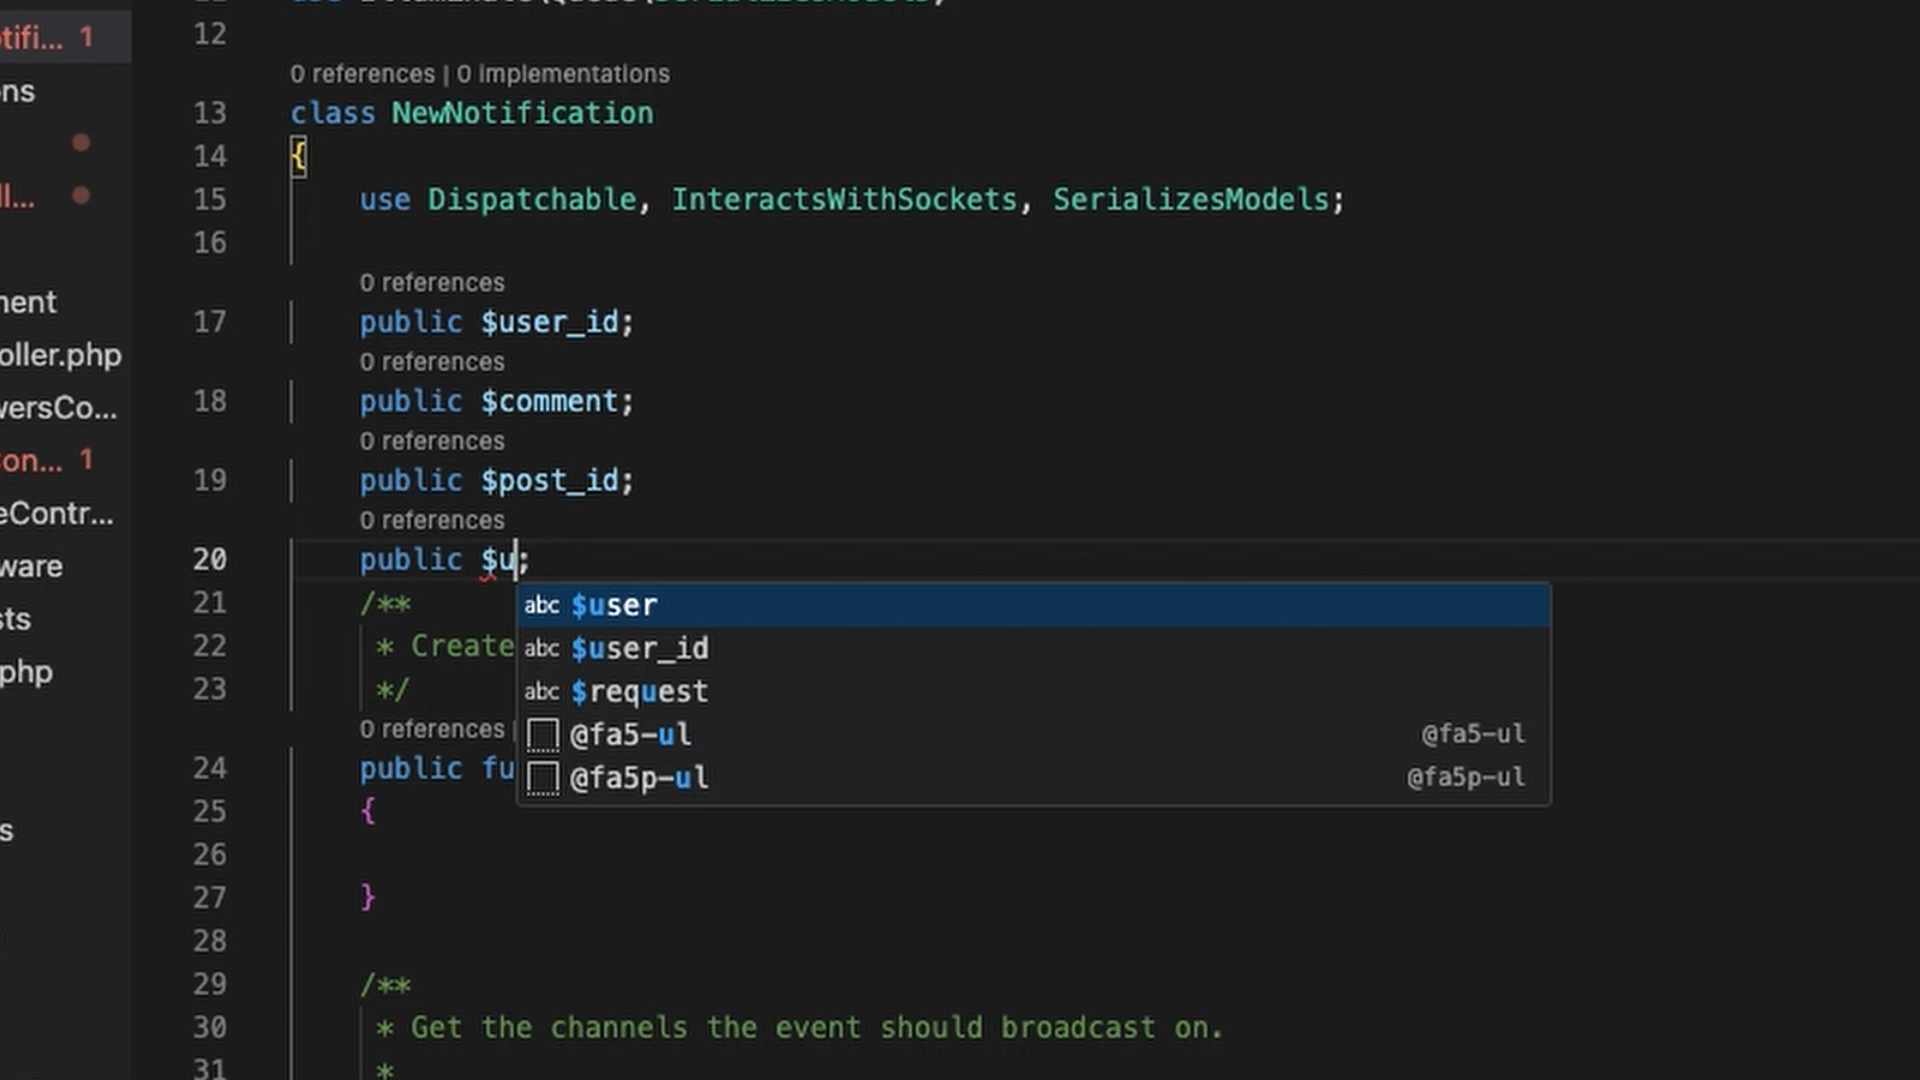 12
0 references | 0 implementations
13 class NewNotification
14 {
15 use Dispatchable, InteractsWithSockets, SerializesModels;
16
0 references
17 public $user_id;
0 references
18 public $comment;
0 references
19 public $post_id;
0 references
20 public $u;
21 /**
22 * Create
23 */
0 references |
24 public fu
25 {
26
27 }
28
29 /**
30 * Get the channels the event should broadcast on.
31 *
abc $user
abc $user_id
abc $request
@fa5-ul @fa5-ul
@fa5p-ul @fa5p-ul
tifi... 1
ns
ll...
nent
oller.php
versCo...
Con... 1
eContr...
ware
sts
php
s